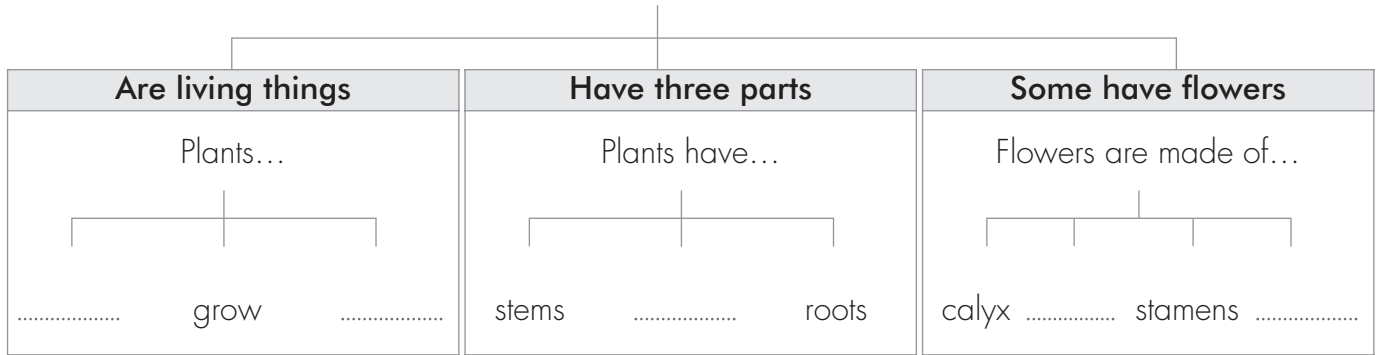 Are living things
Plants...
................... grow ...................
Have three parts
Plants have...
stems ................... roots
Some have flowers
Flowers are made of...
calyx ................. stamens ...................